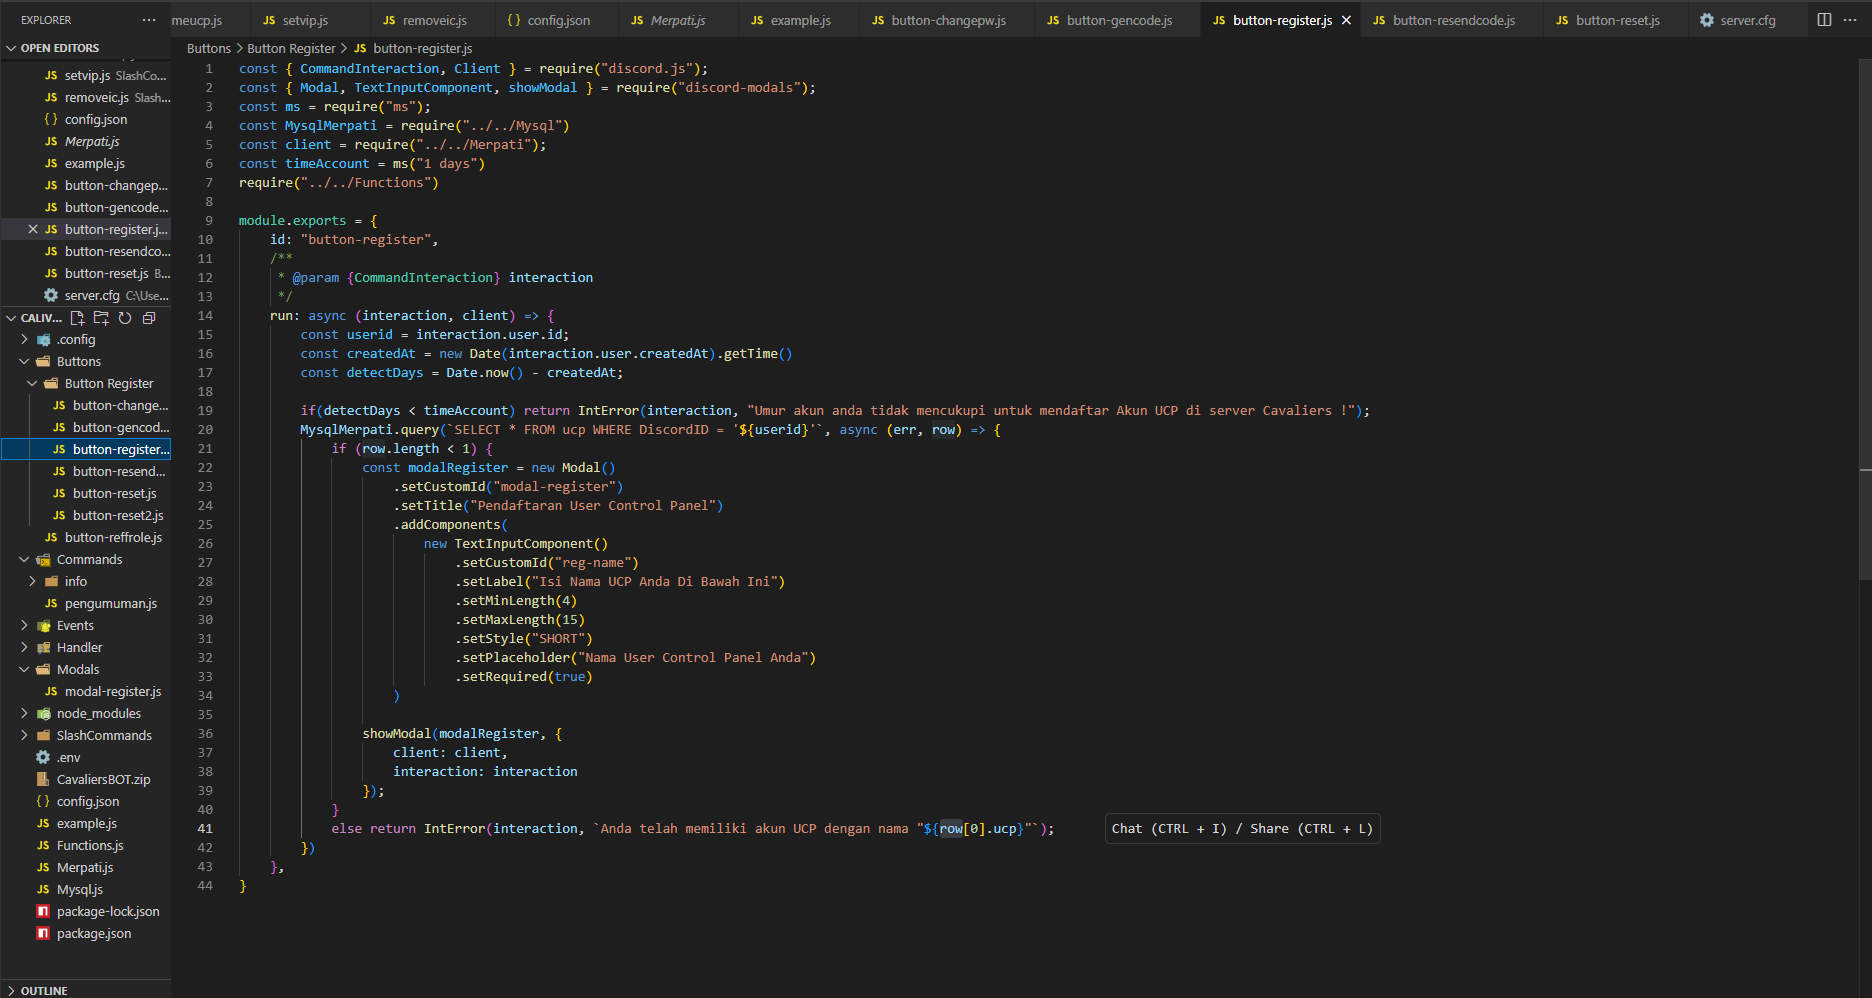 EXPLORER
OPEN EDITORS
JS setvip.js SlashCo...
JS removeic.js Slash...
{} config.json
JS Merpati.js
JS example.js
JS button-changep...
JS button-gencode...
JS button-register.j...
JS button-resendco...
JS button-reset.js B...
server.cfg C:\Use...
CALIV...
.config
Buttons
Button Register
JS button-change...
JS button-gencod...
JS button-register...
JS button-resend...
JS button-reset.js
JS button-reset2.js
JS button-reffrole.js
Commands
info
JS pengumuman.js
Events
Handler
Modals
JS modal-register.js
node_modules
SlashCommands
.env
CavaliersBOT.zip
{} config.json
JS example.js
JS Functions.js
JS Merpati.js
JS Mysql.js
package-lock.json
package.json
OUTLINE
meucp.js JS setvip.js JS removeic.js {} config.json JS Merpati.js JS example.js JS button-changepw.js JS button-gencode.js JS button-register.js JS button-resendcode.js JS button-reset.js server.cfg
Buttons > Button Register > JS button-register.js
1 const { CommandInteraction, Client } = require("discord.js");
2 const { Modal, TextInputComponent, showModal } = require("discord-modals");
3 const ms = require("ms");
4 const MysqlMerpati = require("../../Mysql")
5 const client = require("../../Merpati");
6 const timeAccount = ms("1 days")
7 require("../../Functions")
8
9 module.exports = {
10 id: "button-register",
11 /**
12 * @param {CommandInteraction} interaction
13 */
14 run: async (interaction, client) => {
15 const userid = interaction.user.id;
16 const createdAt = new Date(interaction.user.createdAt).getTime()
17 const detectDays = Date.now() - createdAt;
18
19 if(detectDays < timeAccount) return IntError(interaction, "Umur akun anda tidak mencukupi untuk mendaftar Akun UCP di server Cavaliers !");
20 MysqlMerpati.query(`SELECT * FROM ucp WHERE DiscordID = '${userid}'`, async (err, row) => {
21 if (row.length < 1) {
22 const modalRegister = new Modal()
23 .setCustomId("modal-register")
24 .setTitle("Pendaftaran User Control Panel")
25 .addComponents(
26 new TextInputComponent()
27 .setCustomId("reg-name")
28 .setLabel("Isi Nama UCP Anda Di Bawah Ini")
29 .setMinLength(4)
30 .setMaxLength(15)
31 .setStyle("SHORT")
32 .setPlaceholder("Nama User Control Panel Anda")
33 .setRequired(true)
34 )
35
36 showModal(modalRegister, {
37 client: client,
38 interaction: interaction
39 });
40 }
41 else return IntError(interaction, `Anda telah memiliki akun UCP dengan nama "${row[0].ucp}"`); Chat (CTRL + I) / Share (CTRL + L)
42 })
43 },
44 }